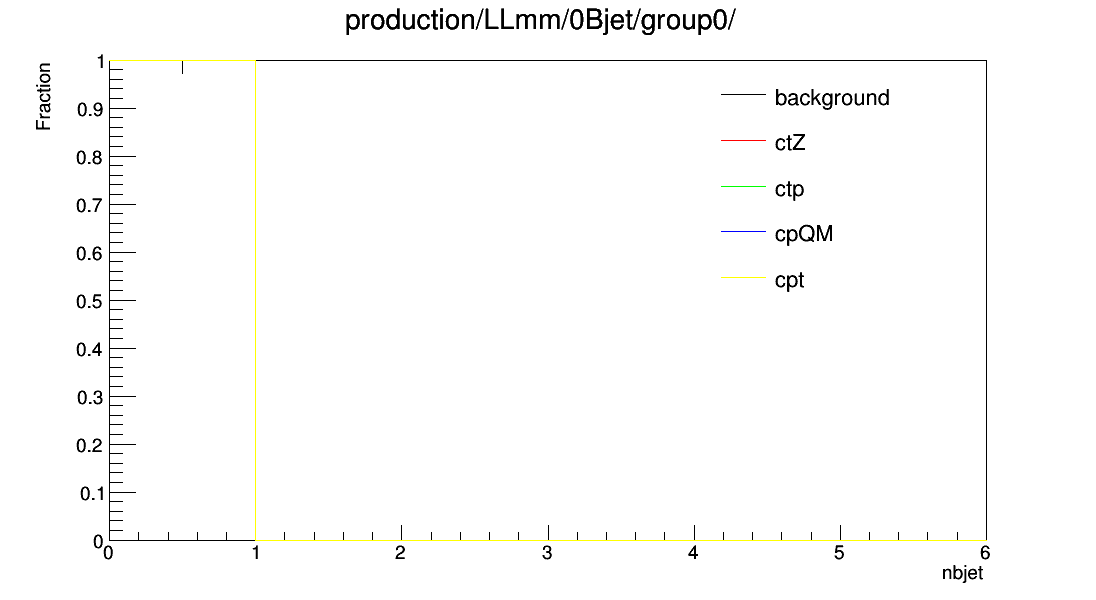 production/LLmm/0Bjet/group0/
Fraction
1
0.9
0.8
0.7
0.6
0.5
0.4
0.3
0.2
0.1
0
background
ctZ
ctp
cpQM
cpt
0 1 2 3 4 5 6
nbjet